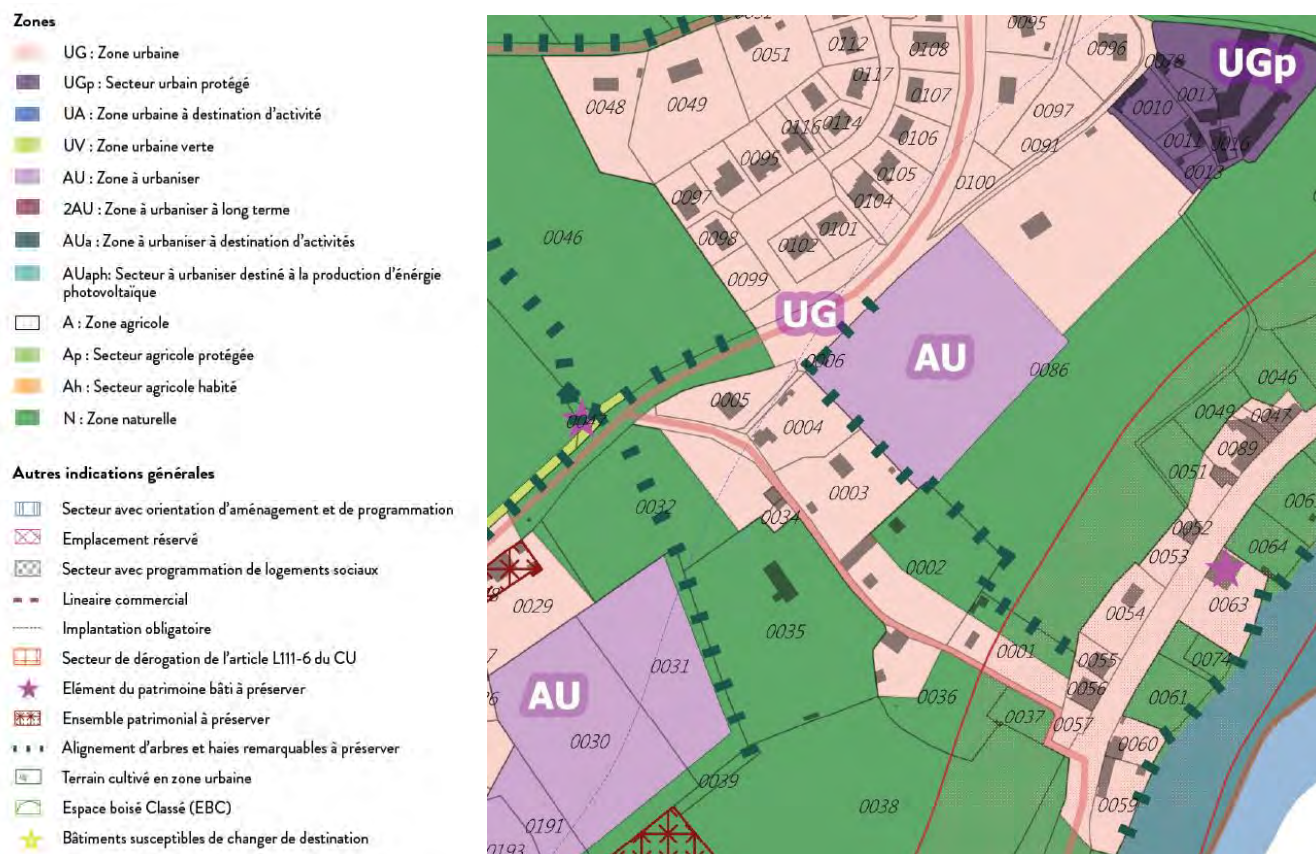 Zones
UG : Zone urbaine
UGp : Secteur urbain protégé
UA : Zone urbaine à destination d'activité
UV : Zone urbaine verte
AU : Zone à urbaniser
2AU : Zone à urbaniser à long terme
AUa : Zone à urbaniser à destination d'activités
AUaph: Secteur à urbaniser destiné à la production d'énérgie
photovoltaïque
A : Zone agricole
Ap : Secteur agricole protégée
Ah : Secteur agricole habité
N : Zone naturelle
Autres indications générales
Secteur avec orientation d'aménagement et de programmation
Emplacement réservé
Secteur avec programmation de logements sociaux
Lineaire commercial
Implantation obligatoire
Secteur de dérogation de l'article L111-6 du CU
Elément du patrimoine bâti à préserver
Ensemble patrimonial à préserver
Alignement d'arbres et haies remarquables à préserver
Terrain cultivé en zone urbaine
Espace boisé Classé (EBC)
Bâtiments susceptibles de changer de destination
0095
0051
0112
0108
0096
UGp
0078
0048
0049
0117
0107
0097
0010
0017
0116
0114
0106
0091
0011
0016
0095
0105
0100
0013
0097
0104
0046
0098
0102
0101
0099
UG
AU
0006
0086
0046
0005
0049
0047
0004
0089
0003
0051
0032
0034
0052
0064
0053
0002
0029
0054
0063
0035
0031
0001
0055
0074
AU
0036
0056
0061
0037
0057
0030
0060
0039
0038
0059
0191
0193